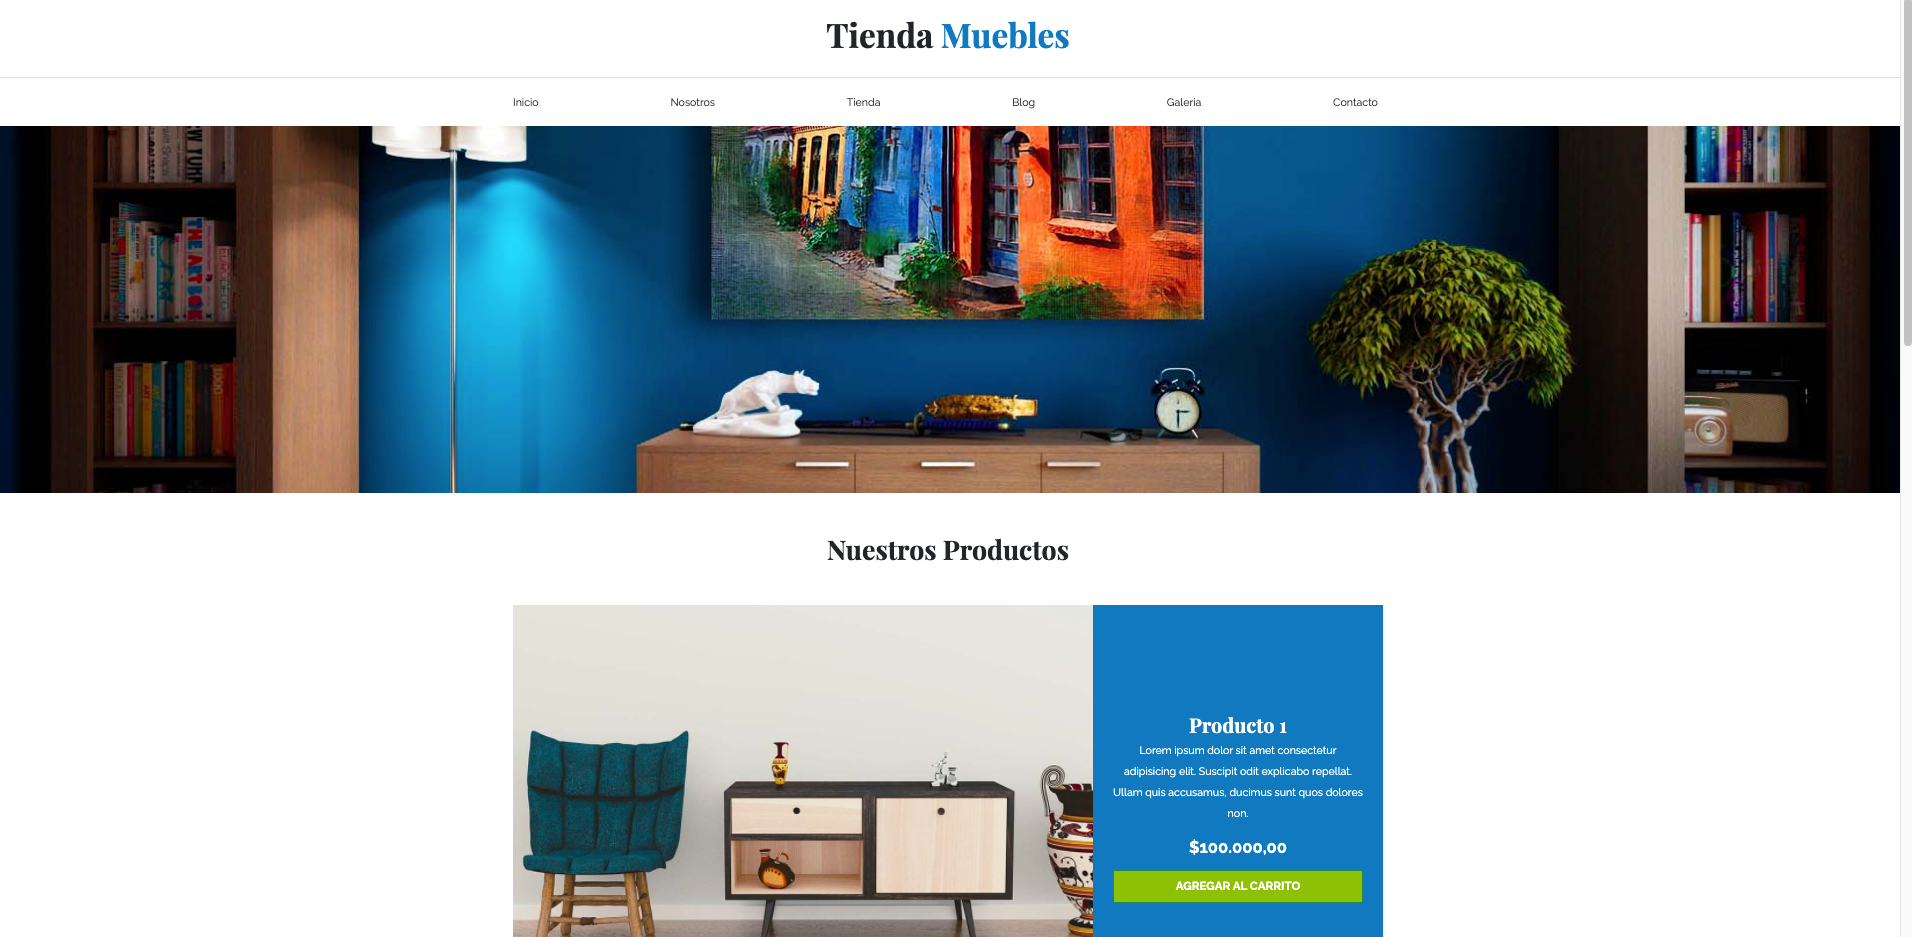 Tienda Muebles
Inicio Nosotros Tienda Blog Galeria Contacto
Nuestros Productos
Producto 1
Lorem ipsum dolor sit amet consectetur
adipisicing elit. Suscipit odit explicabo repellat.
Ullam quis accusamus, ducimus sunt quos dolores
non.
$100.000,00
AGREGAR AL CARRITO